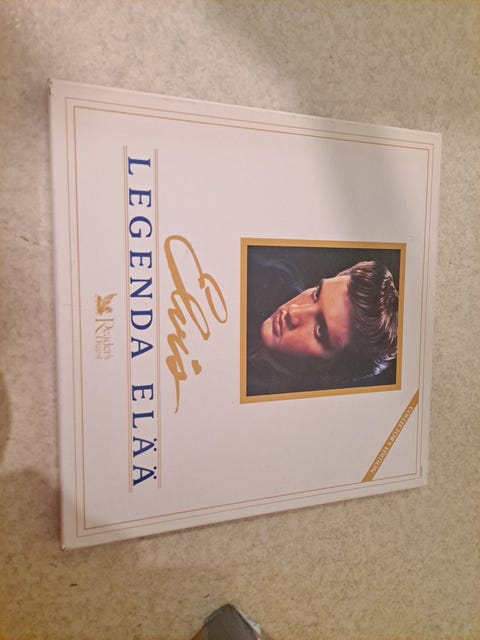 COLLECTOR'S EDITION
Elvis
LEGENDA ELÄÄ
Reader's
Digest